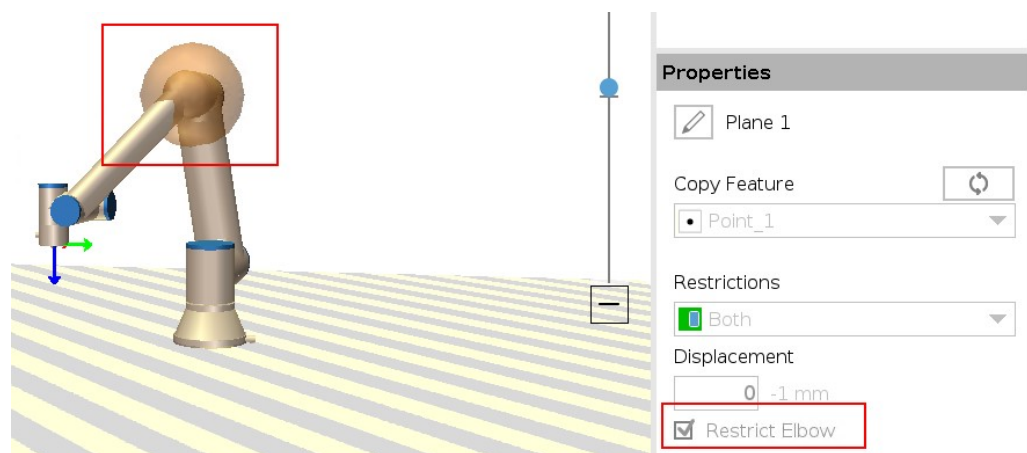 Properties
Plane 1
Copy Feature
Point_1
Restrictions
Both
Displacement
0 -1 mm
Restrict Elbow